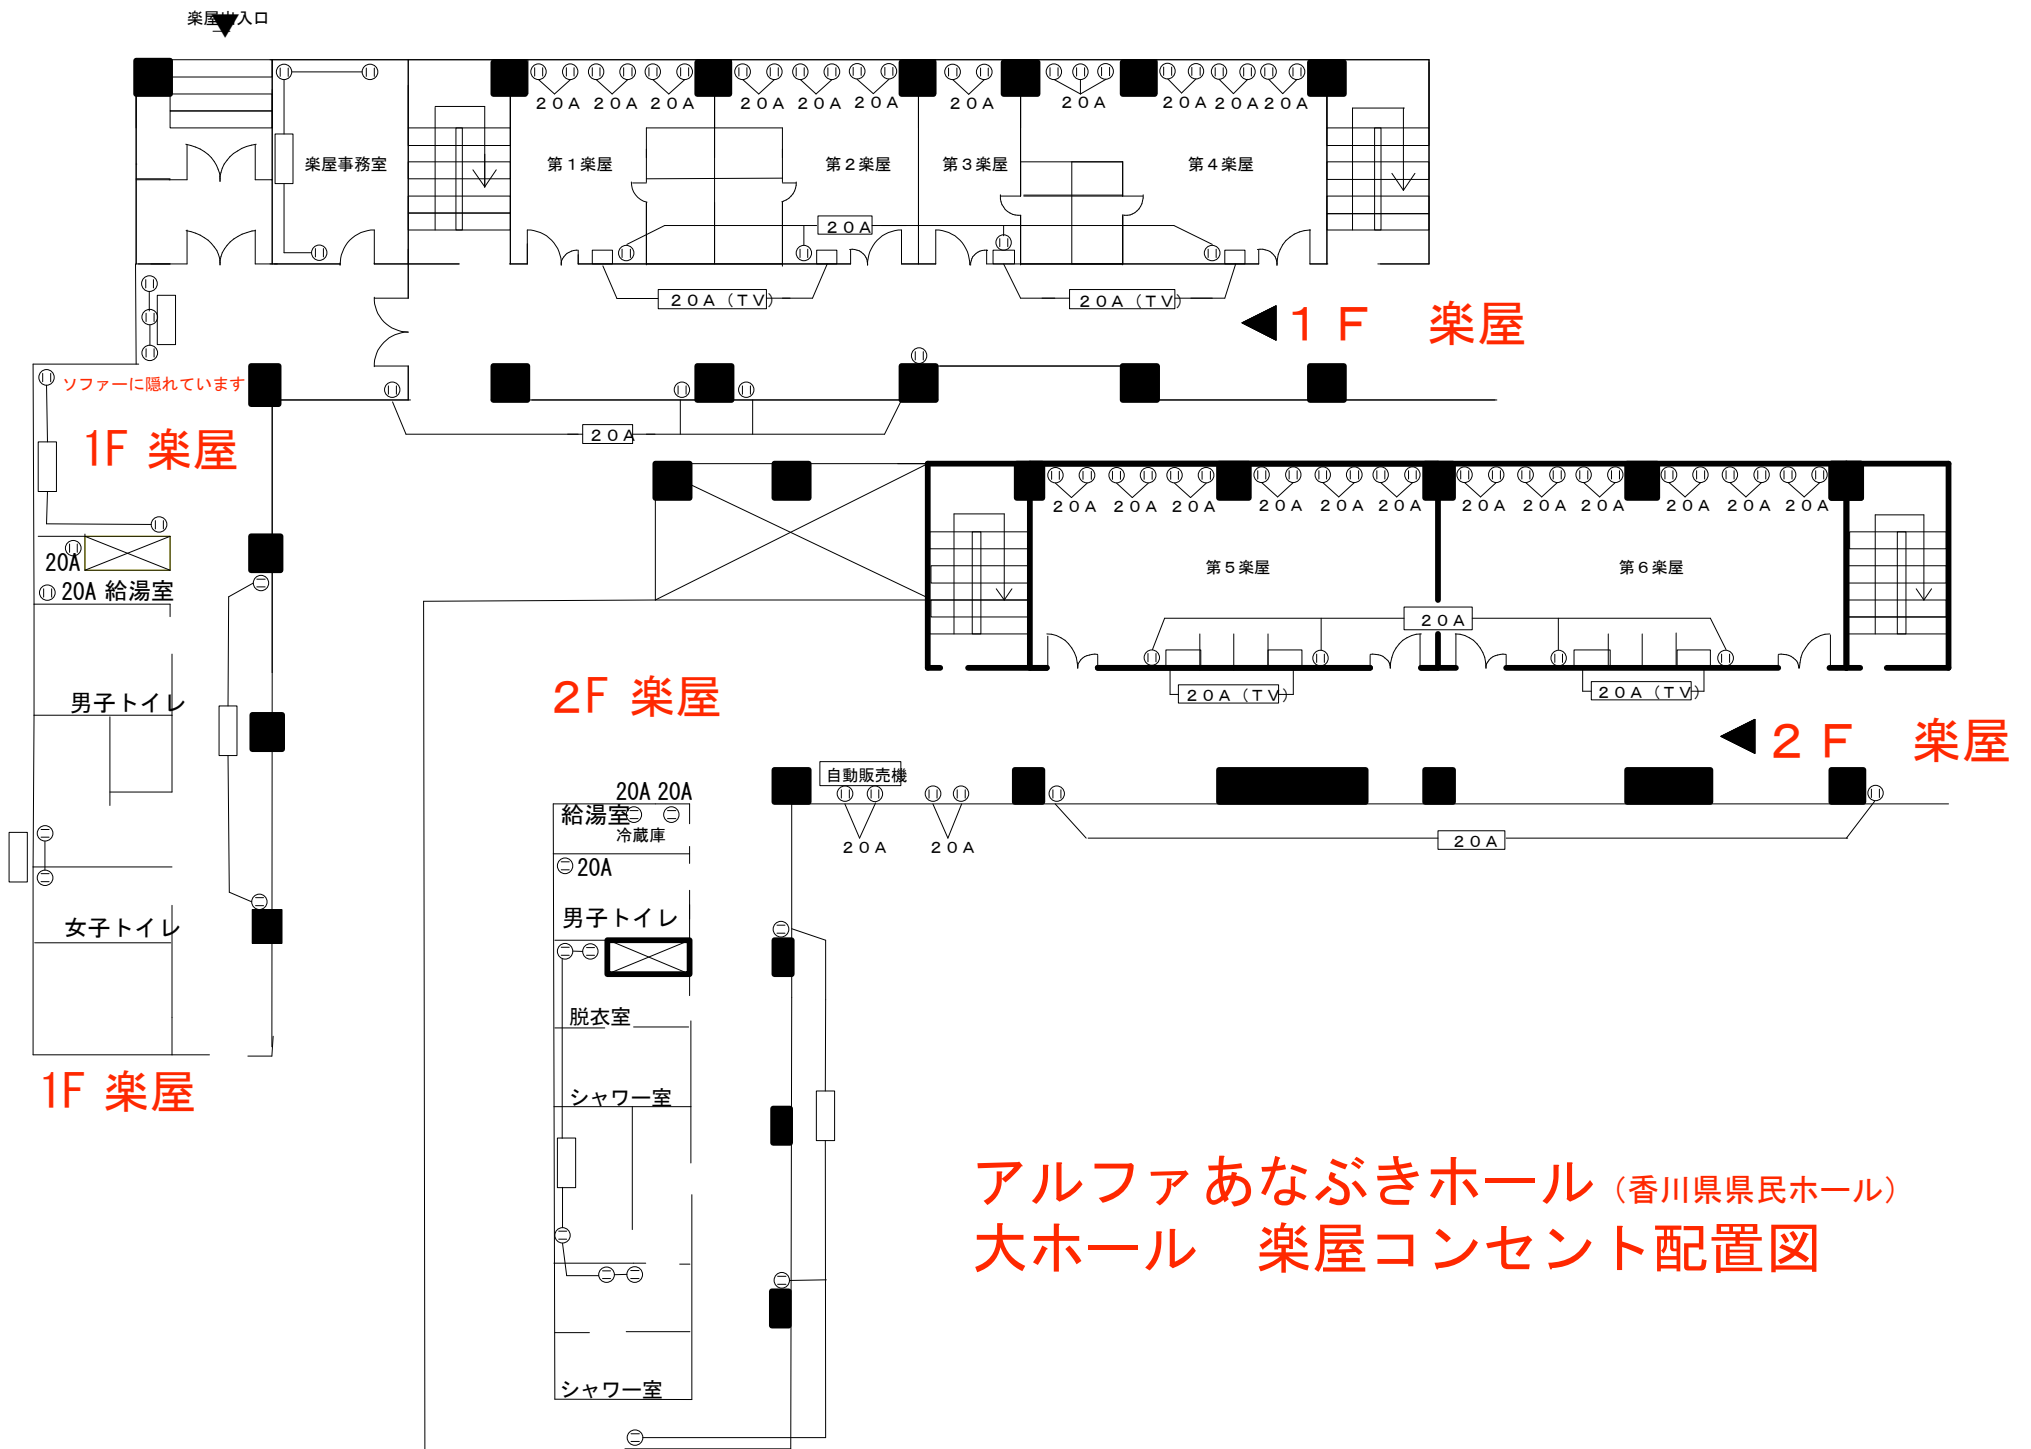 楽屋出入口
20A 20A 20A 20A 20A 20A 20A 20A 20A 20A 20A
楽屋事務室 第1楽屋 第2楽屋 第3楽屋 第4楽屋
20A
20A(TV) 20A(TV)
1F 楽屋
ソファーに隠れています
1F 楽屋
20A
20A 20A 20A 20A 20A 20A 20A 20A 20A 20A 20A 20A
20A
20A 給湯室
第5楽屋 第6楽屋
20A
男子トイレ
2F 楽屋
20A(TV) 20A(TV)
2F 楽屋
自動販売機
20A 20A
給湯室
冷蔵庫
20A 20A
20A
20A
男子トイレ
女子トイレ
脱衣室
シャワー室
1F 楽屋
シャワー室
アルファあなぶきホール(香川県県民ホール)
大ホール 楽屋コンセント配置図